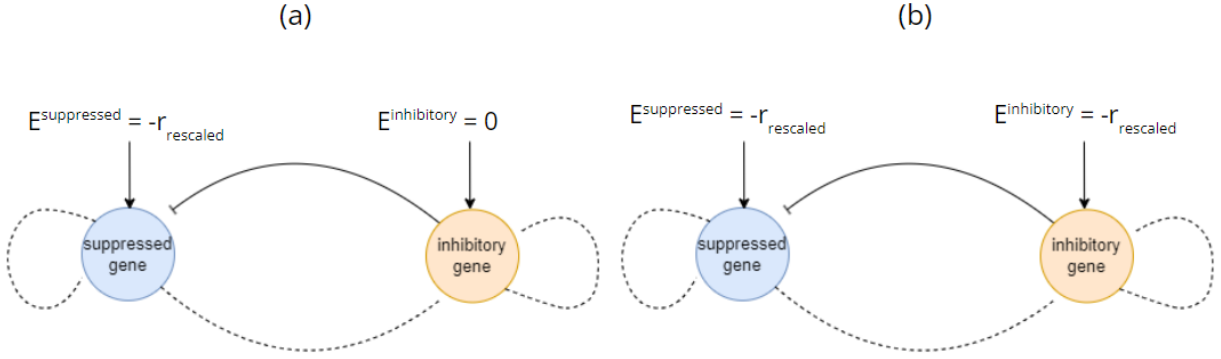 (a)
(b)
E^suppressed = -r_rescaled
E^inhibitory = 0
E^suppressed = -r_rescaled
E^inhibitory = -r_rescaled
suppressed
gene
inhibitory
gene
suppressed
gene
inhibitory
gene